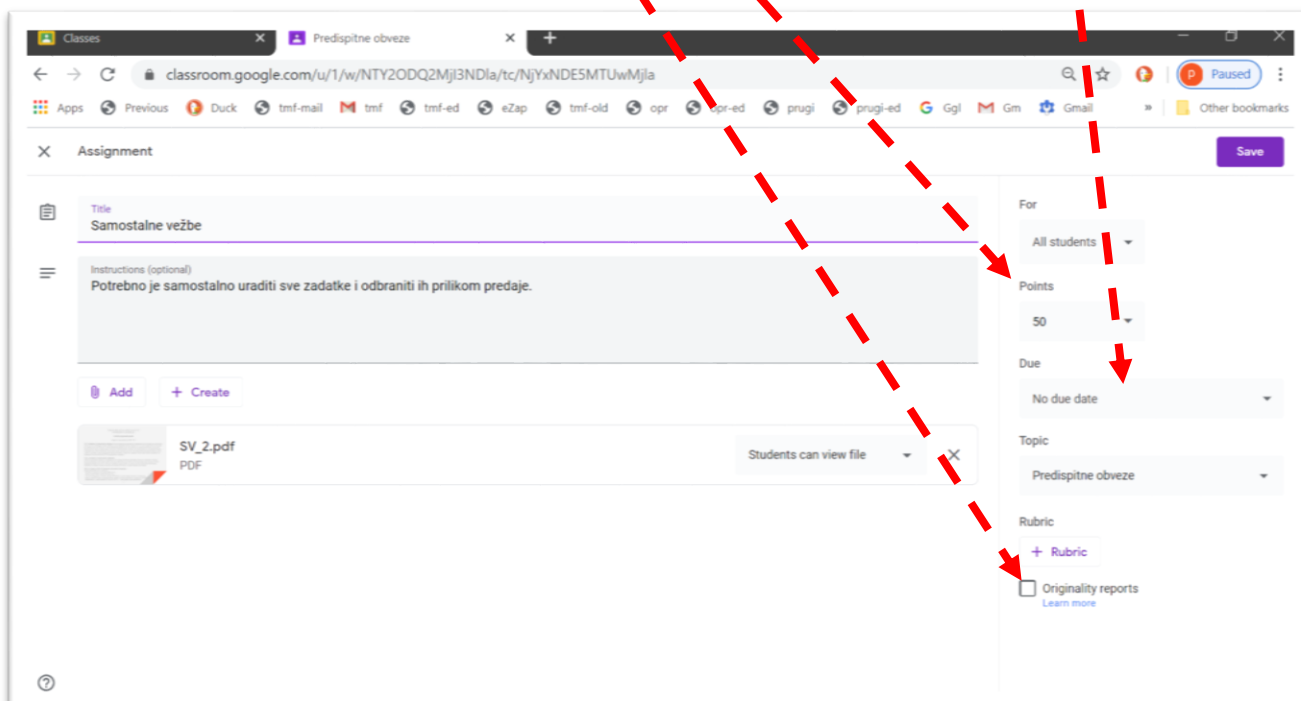 Classes
Predispitne obveze
classroom.google.com/u/1/w/NTY2ODQ2MjI3NDla/tc/NjYxNDE5MTUwMjla
Paused
Apps Previous Duck tmf-mail tmf tmf-ed eZap tmf-old opr opr-ed prugi prugi-ed Ggl Gm Gmail » Other bookmarks
Assignment
Save
Title
Samostalne vežbe
Instructions (optional)
Potrebno je samostalno uraditi sve zadatke i odbraniti ih prilikom predaje.
Add + Create
SV_2.pdf
PDF
Students can view file
For
All students
Points
50
Due
No due date
Topic
Predispitne obveze
Rubric
+ Rubric
Originality reports
Learn more